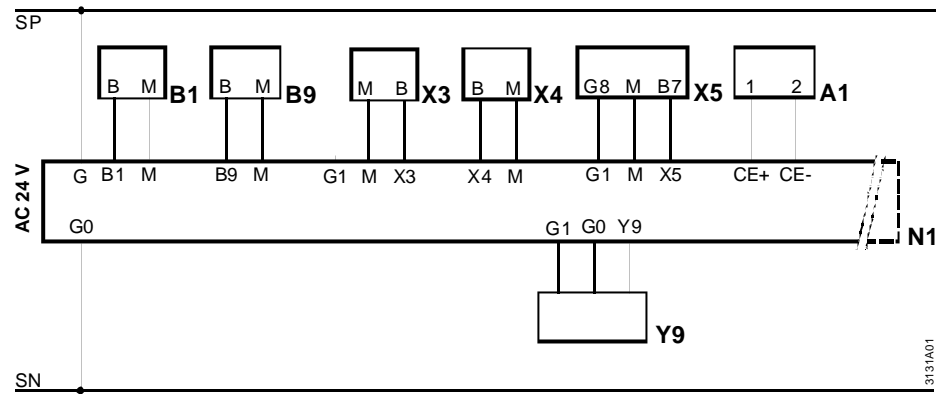 SP
B M B1 B M B9 M B X3 B M X4 G8 M B7 X5 1 2 A1
AC 24 V
G B1 M B9 M G1 M X3 X4 M G1 M X5 CE+ CE-
G0 G1 G0 Y9 N1
Y9
SN
3131A01